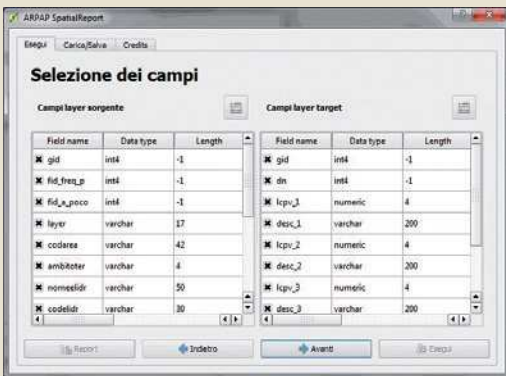 ARPAP SpatialReport
Esegui Carica/Salva Credits
Selezione dei campi
Campi layer sorgente
Field name Data type Length
gid int4 -1
fid_freq_p int4 -1
fid_a_poco int4 -1
layer varchar 17
codarea varchar 42
ambitoter varchar 4
nomeelidr varchar 50
codelidr varchar 30
Campi layer target
Field name Data type Length
gid int4 -1
dn int4 -1
lcpv_1 numeric 4
desc_1 varchar 200
lcpv_2 numeric 4
desc_2 varchar 200
lcpv_3 numeric 4
desc_3 varchar 200
Report Indietro Avanti Esegui